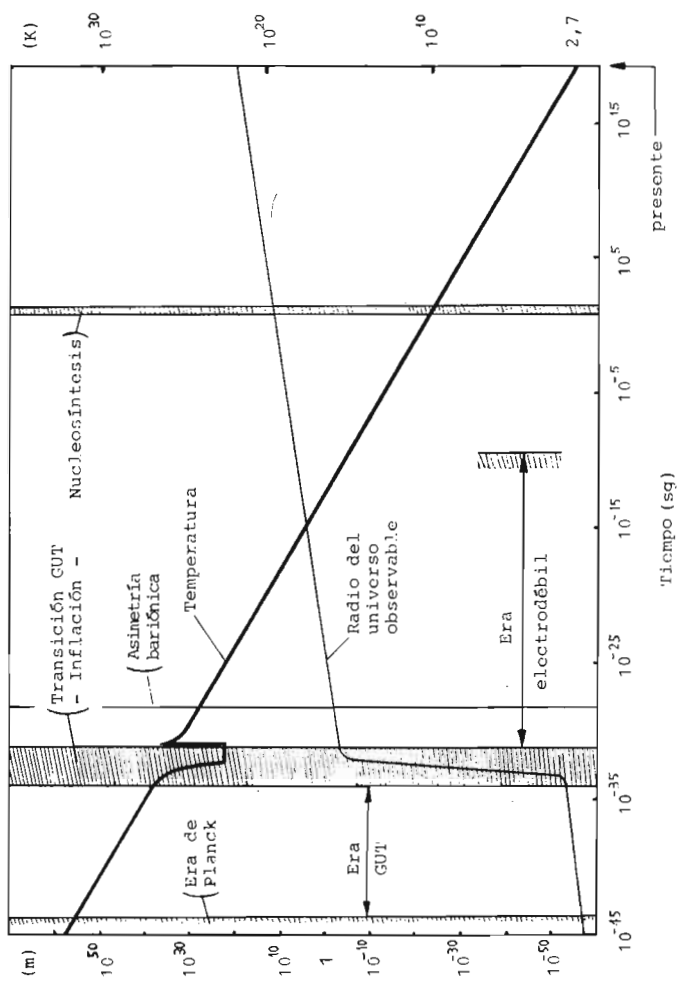 (m)
10^50
10^30
10^10
1
10^-10
10^-30
10^-50
(K)
10^30
10^20
10^10
2,7
Transición GUT
- Inflación -
Nucleosíntesis
Asimetría
bariónica
Temperatura
Era de
Planck
Radio del
universo
observable
Era
GUT
Era
electrodébil
10^-45
10^-35
10^-25
10^-15
10^-5
10^5
10^15
presente
Tiempo (sg)